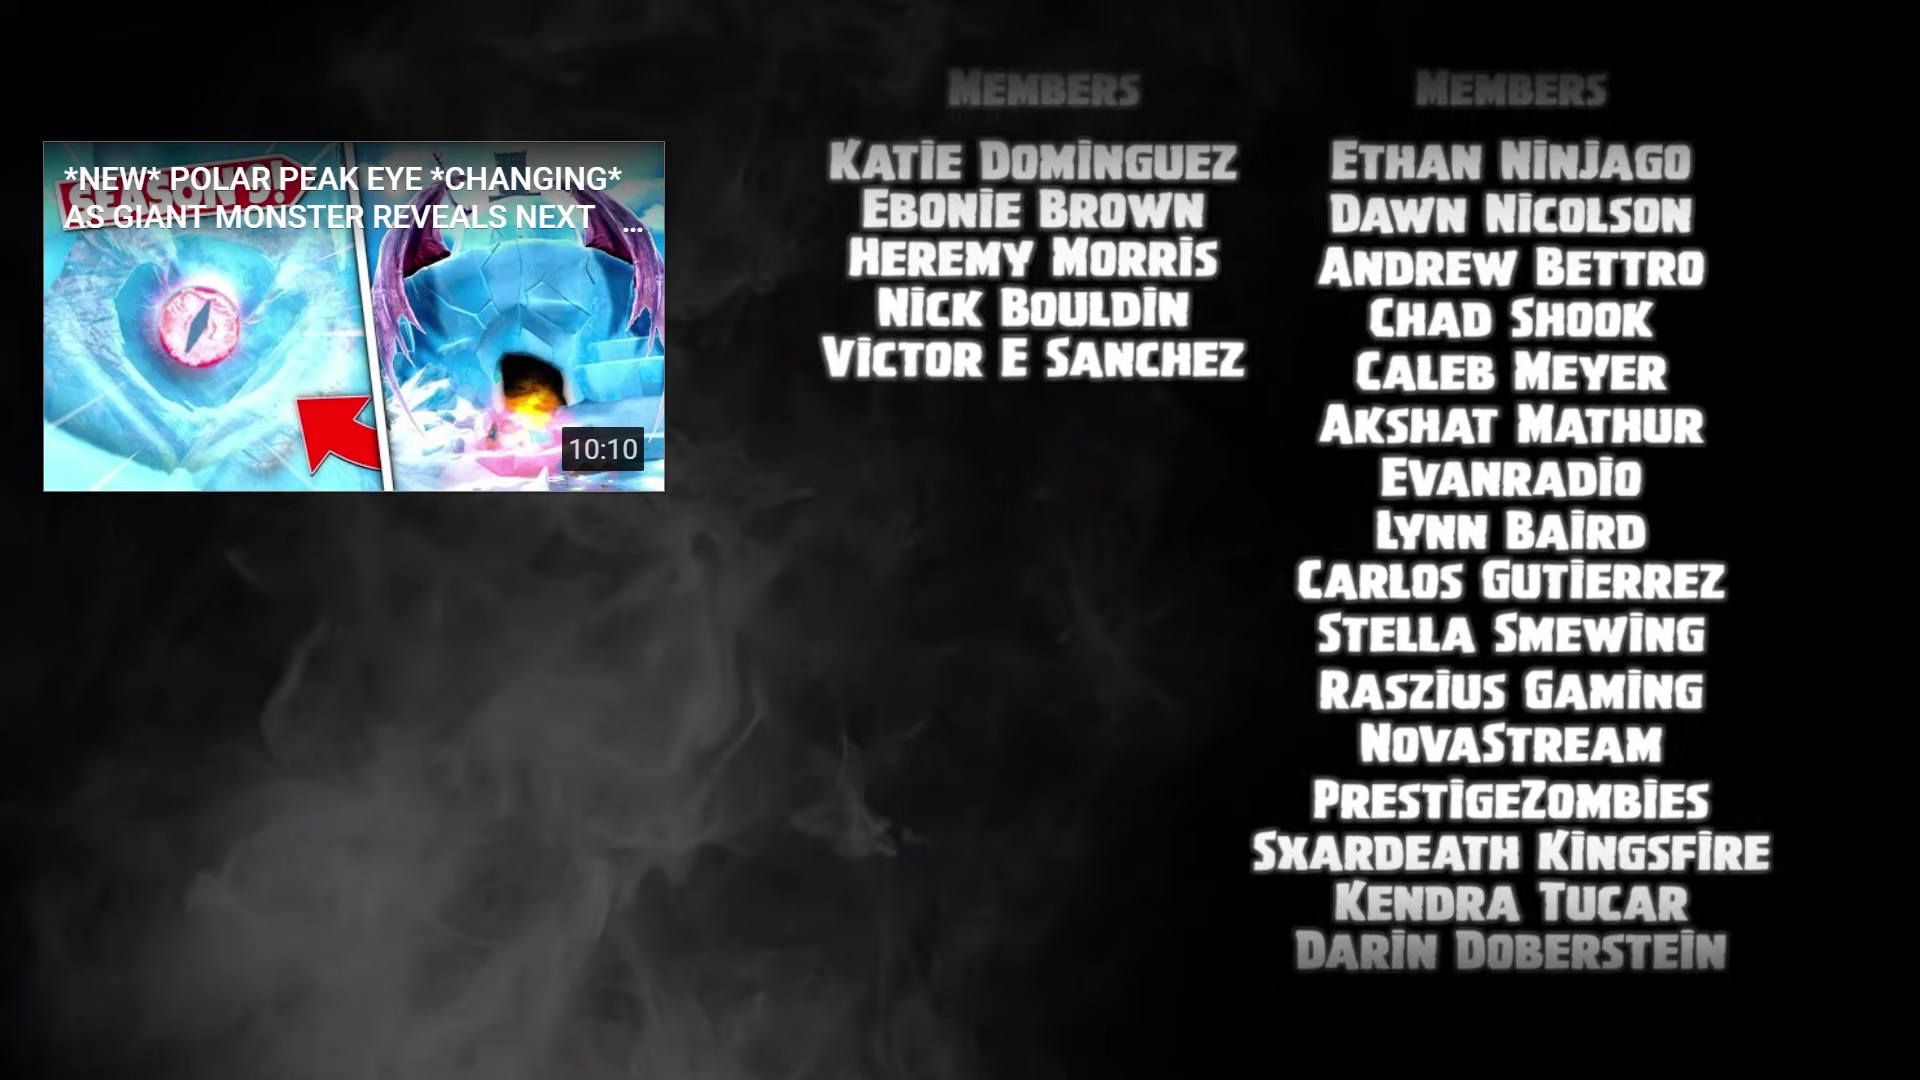 *NEW* POLAR PEAK EYE *CHANGING*
AS GIANT MONSTER REVEALS NEXT ...
SEASON 9!
10:10
MEMBERS
KATIE DOMINGUEZ
EBONIE BROWN
HEREMY MORRIS
NICK BOULDIN
VICTOR E SANCHEZ
MEMBERS
ETHAN NINJAGO
DAWN NICOLSON
ANDREW BETTRO
CHAD SHOOK
CALEB MEYER
AKSHAT MATHUR
EVANRADIO
LYNN BAIRD
CARLOS GUTIERREZ
STELLA SMEWING
RASZIUS GAMING
NOVASTREAM
PRESTIGEZOMBIES
SXARDEATH KINGSFIRE
KENDRA TUCAR
DARIN DOBERSTEIN